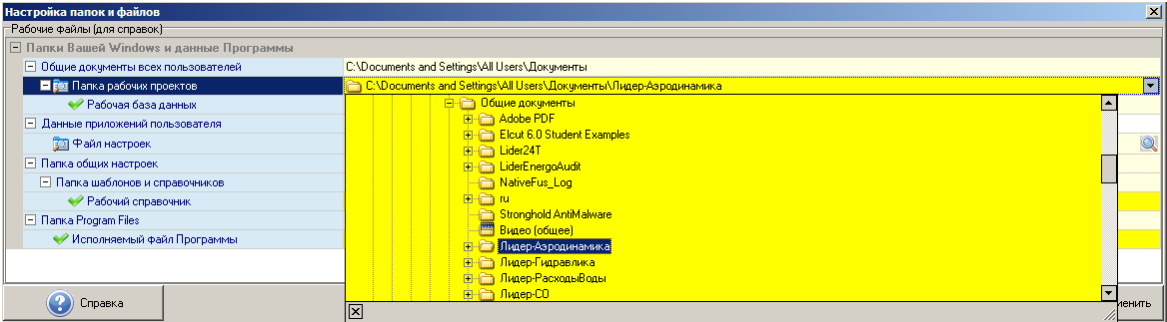 Настройка папок и файлов
Рабочие файлы (для справок)
Папки Вашей Windows и данные Программы
Общие документы всех пользователей
C:\Documents and Settings\All Users\Документы
Папка рабочих проектов
C:\Documents and Settings\All Users\Документы\Лидер-Аэродинамика
Рабочая база данных
Данные приложений пользователя
Файл настроек
Папка общих настроек
Папка шаблонов и справочников
Рабочий справочник
Папка Program Files
Исполняемый файл Программы
Общие документы
Adobe PDF
Elcut 6.0 Student Examples
Lider24T
LiderEnergoAudit
NativeFus_Log
ru
Stronghold AntiMalware
Видео (общее)
Лидер-Аэродинамика
Лидер-Гидравлика
Лидер-РасходыВоды
Лидер-СО
Справка
менить